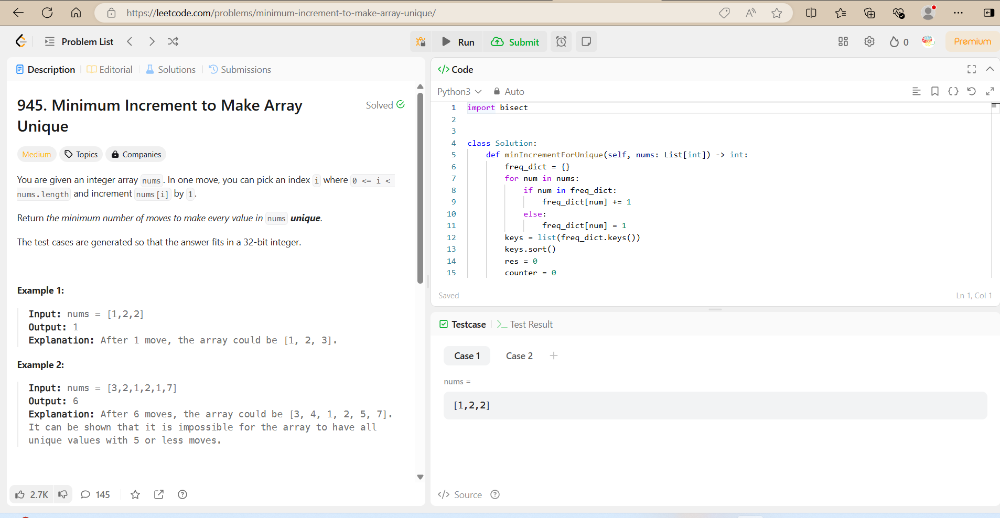 https://leetcode.com/problems/minimum-increment-to-make-array-unique/
Problem List
Run
Submit
0
Premium
Description
Editorial
Solutions
Submissions
945. Minimum Increment to Make Array
Unique
Solved
Medium
Topics
Companies
You are given an integer array nums. In one move, you can pick an index i where 0 <= i <
nums.length and increment nums[i] by 1.
Return the minimum number of moves to make every value in nums unique.
The test cases are generated so that the answer fits in a 32-bit integer.
Example 1:
Input: nums = [1,2,2]
Output: 1
Explanation: After 1 move, the array could be [1, 2, 3].
Example 2:
Input: nums = [3,2,1,2,1,7]
Output: 6
Explanation: After 6 moves, the array could be [3, 4, 1, 2, 5, 7].
It can be shown that it is impossible for the array to have all
unique values with 5 or less moves.
2.7K
145
</> Code
Python3
Auto
1 import bisect
2
3
4 class Solution:
5 def minIncrementForUnique(self, nums: List[int]) -> int:
6 freq_dict = {}
7 for num in nums:
8 if num in freq_dict:
9 freq_dict[num] += 1
10 else:
11 freq_dict[num] = 1
12 keys = list(freq_dict.keys())
13 keys.sort()
14 res = 0
15 counter = 0
Saved
Ln 1, Col 1
Testcase
Test Result
Case 1
Case 2
nums =
[1,2,2]
</> Source